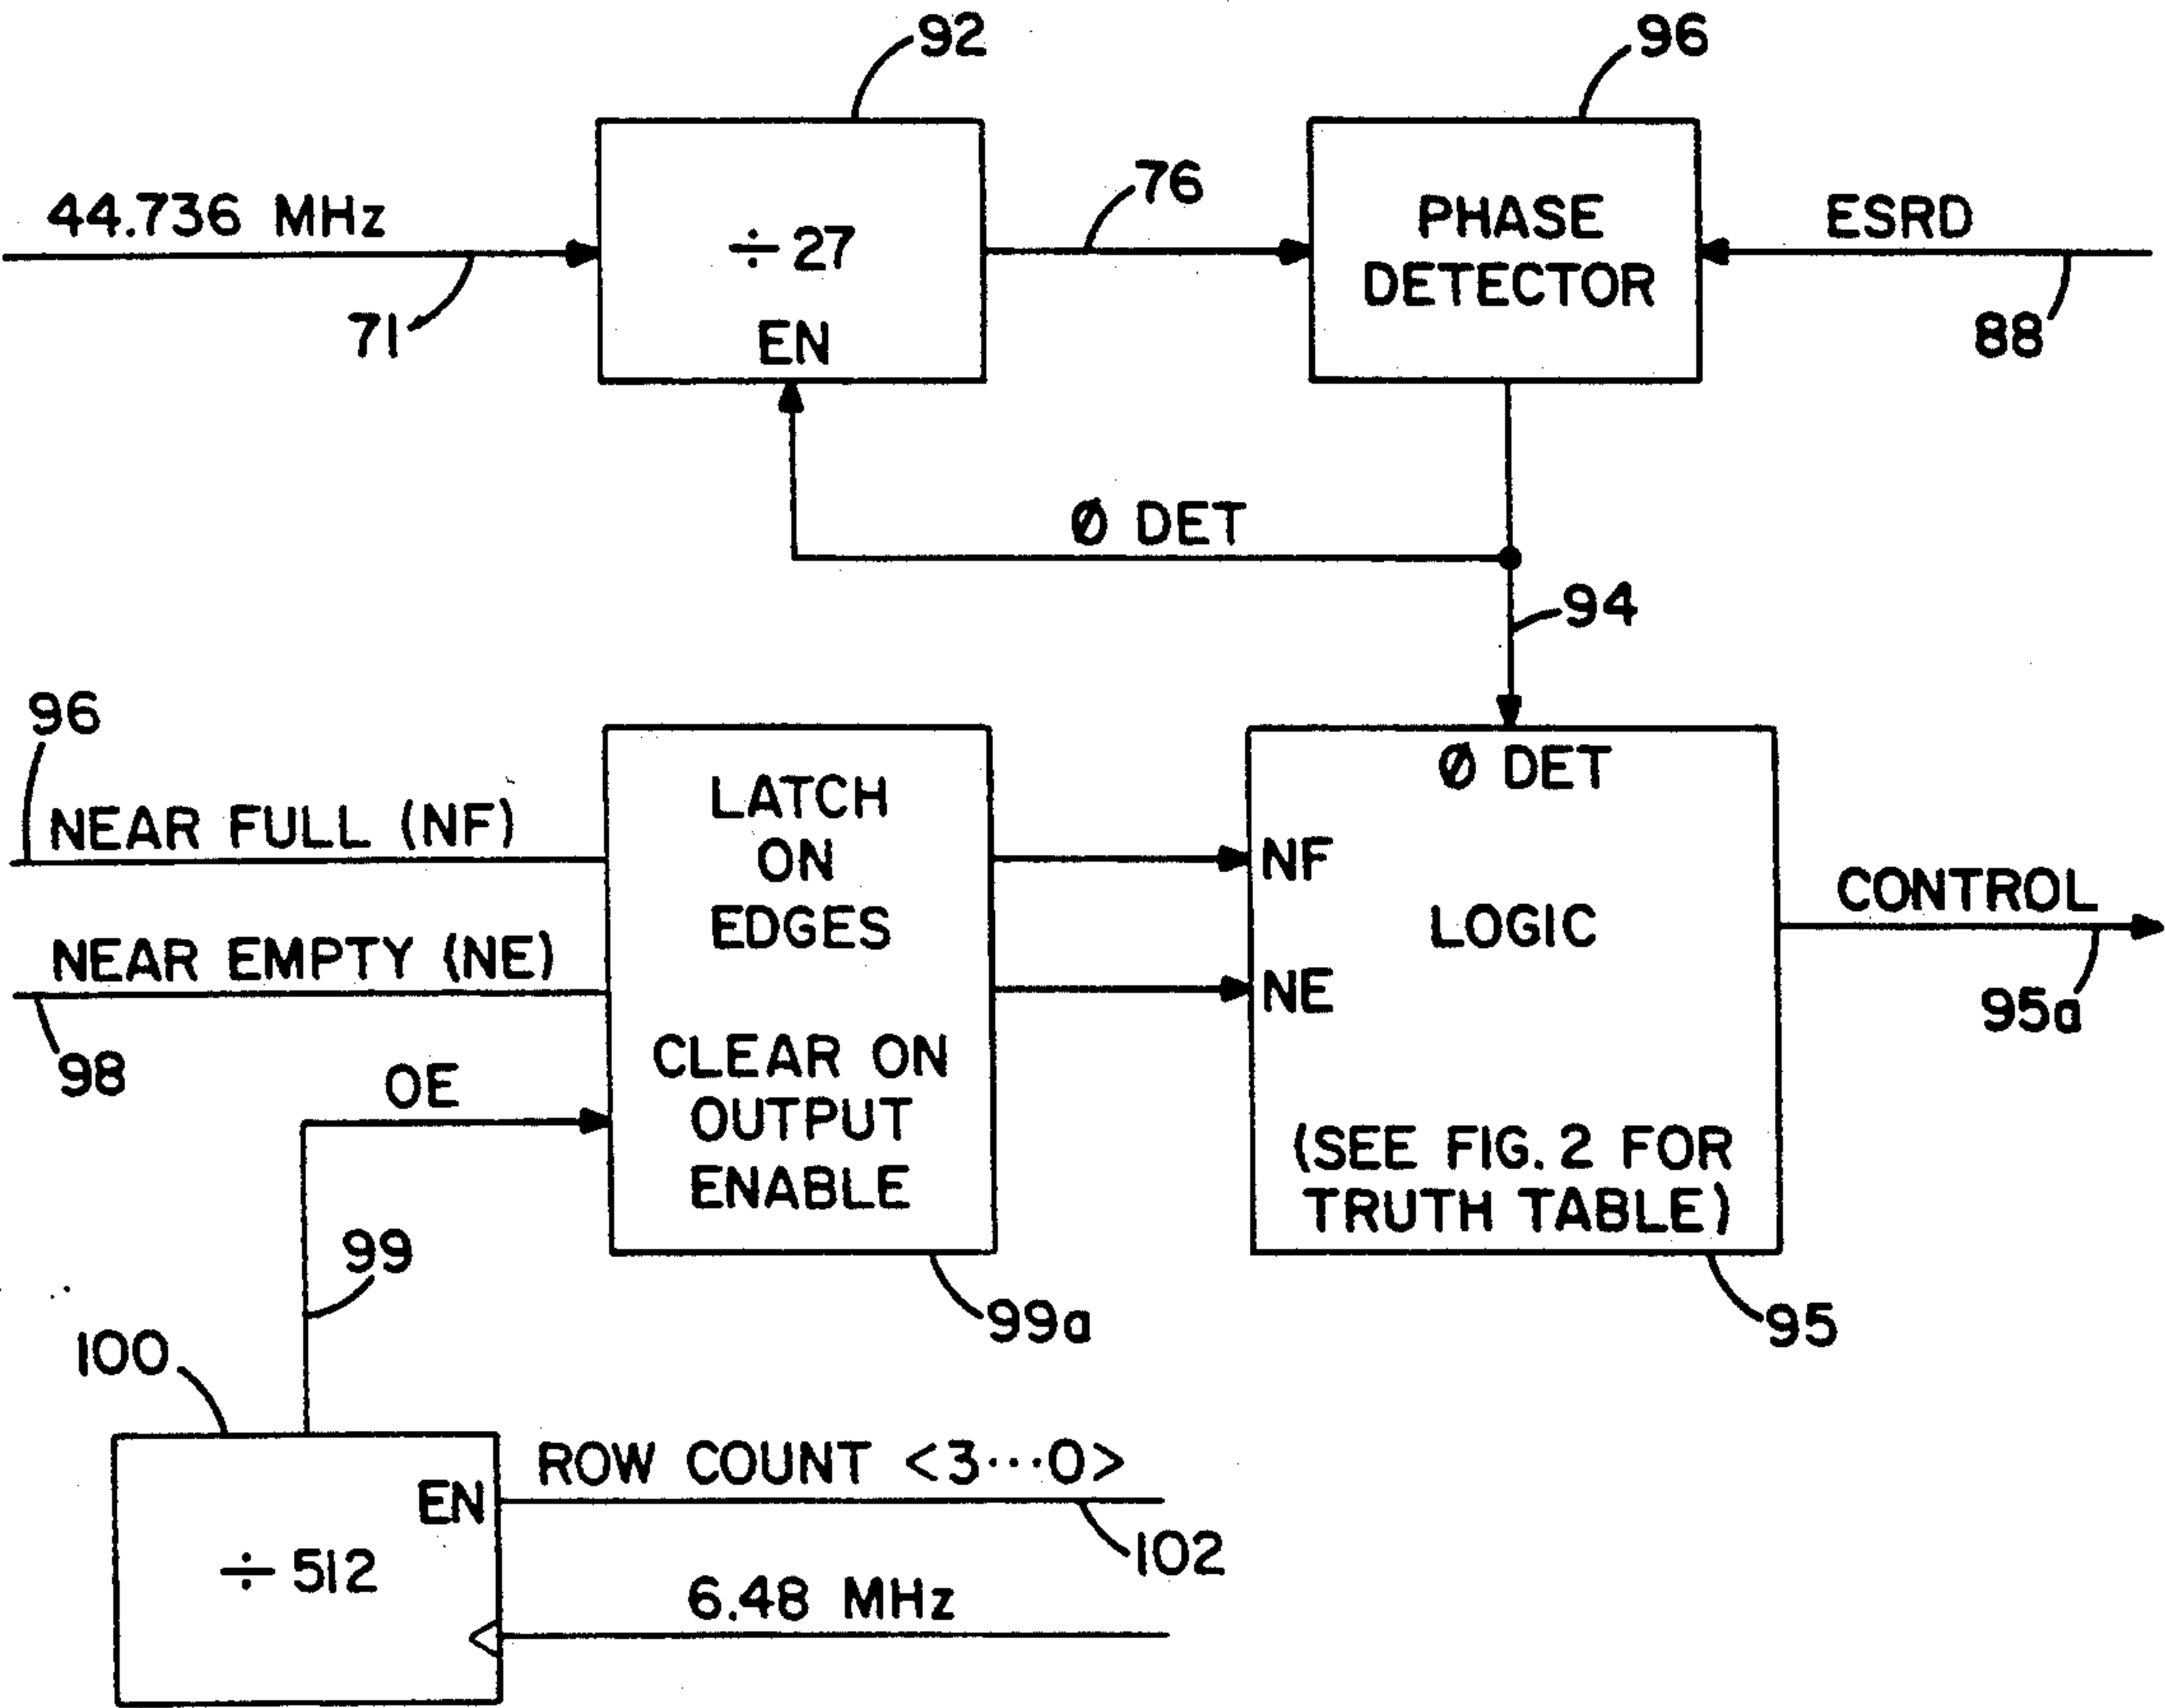 92
96
44.736 MHz
71
÷ 27
EN
76
PHASE
DETECTOR
ESRD
88
Ø DET
94
96
NEAR FULL (NF)
NEAR EMPTY (NE)
98
OE
99
LATCH
ON
EDGES
CLEAR ON
OUTPUT
ENABLE
99a
Ø DET
NF
LOGIC
NE
(SEE FIG. 2 FOR
TRUTH TABLE)
95
CONTROL
95a
100
EN
÷ 512
ROW COUNT <3···0>
102
6.48 MHz